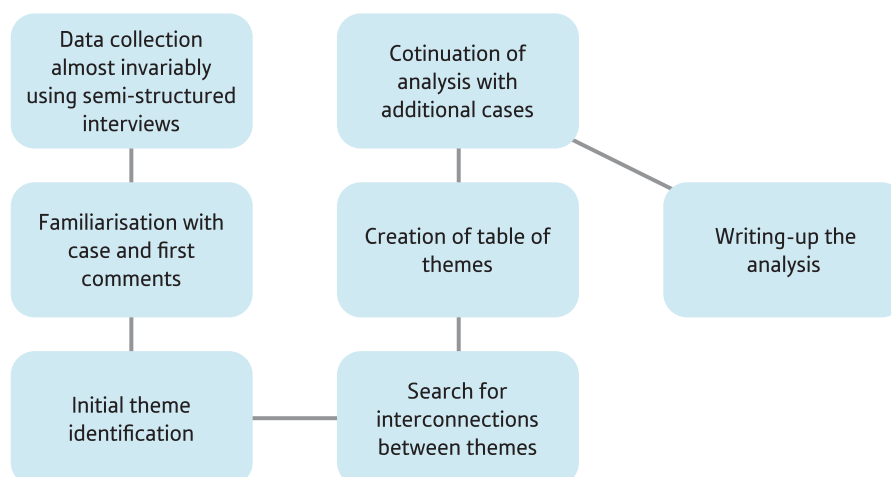 Data collection
almost invariably
using semi-structured
interviews
Familiarisation with
case and first
comments
Initial theme
identification
Search for
interconnections
between themes
Creation of table of
themes
Cotinuation of
analysis with
additional cases
Writing-up the
analysis